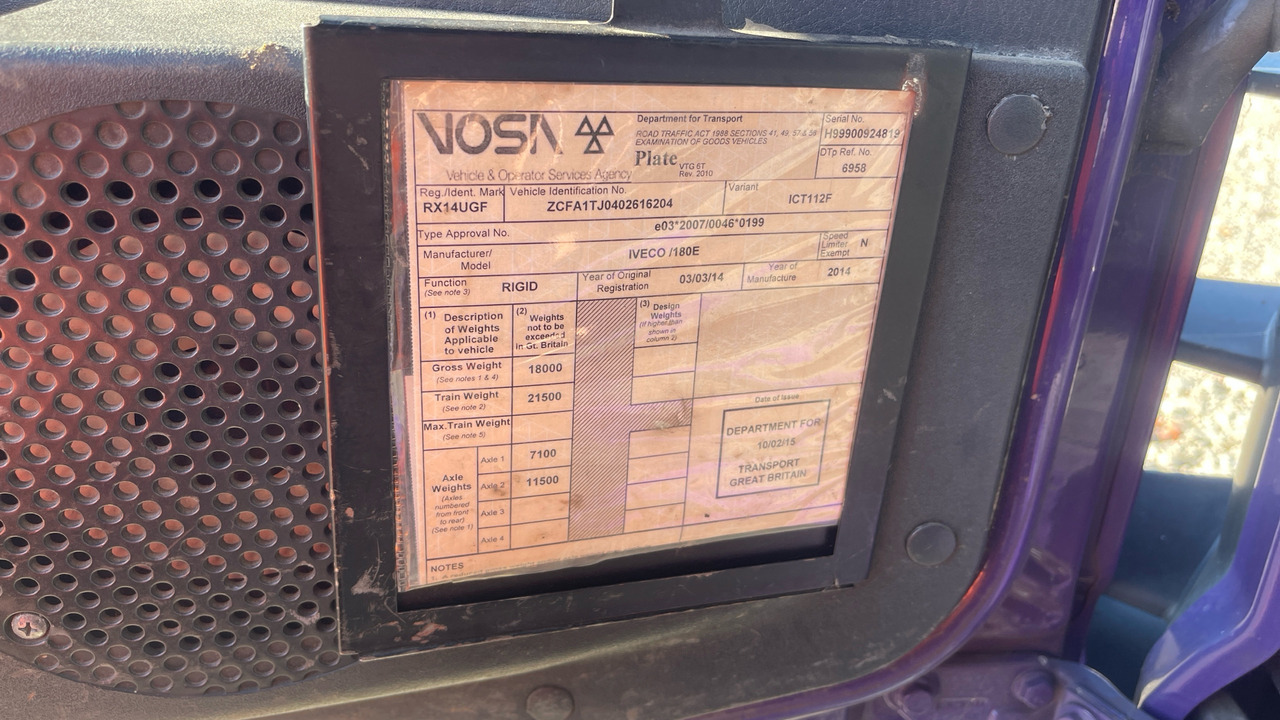 VOSA
Vehicle & Operator Services Agency
Department for Transport
ROAD TRAFFIC ACT 1988 SECTIONS 41, 49, 57 & 58
EXAMINATION OF GOODS VEHICLES
Plate VTG 6T
Rev. 2010
Serial No.
H99900924819
DTp Ref. No.
6958
Reg./Ident. Mark
RX14UGF
Vehicle Identification No.
ZCFA1TJ0402616204
Variant
ICT112F
Type Approval No.
e03*2007/0046*0199
Manufacturer/
Model
IVECO /180E
Speed
Limiter
Exempt
N
Function
(See note 3)
RIGID
Year of Original
Registration
03/03/14
Year of
Manufacture
2014
(1) Description
of Weights
Applicable
to vehicle
(2) Weights
not to be
exceeded
in Gt. Britain
(3) Design
Weights
(if higher than
shown in
column 2)
Gross Weight
(See notes 1 & 4)
18000
Train Weight
(See note 2)
21500
Max.Train Weight
(See note 5)
Axle
Weights
(Axles
numbered
from front
to rear)
(See note 1)
Axle 1
7100
Axle 2
11500
Axle 3
Axle 4
Date of Issue
DEPARTMENT FOR
10/02/15
TRANSPORT
GREAT BRITAIN
NOTES